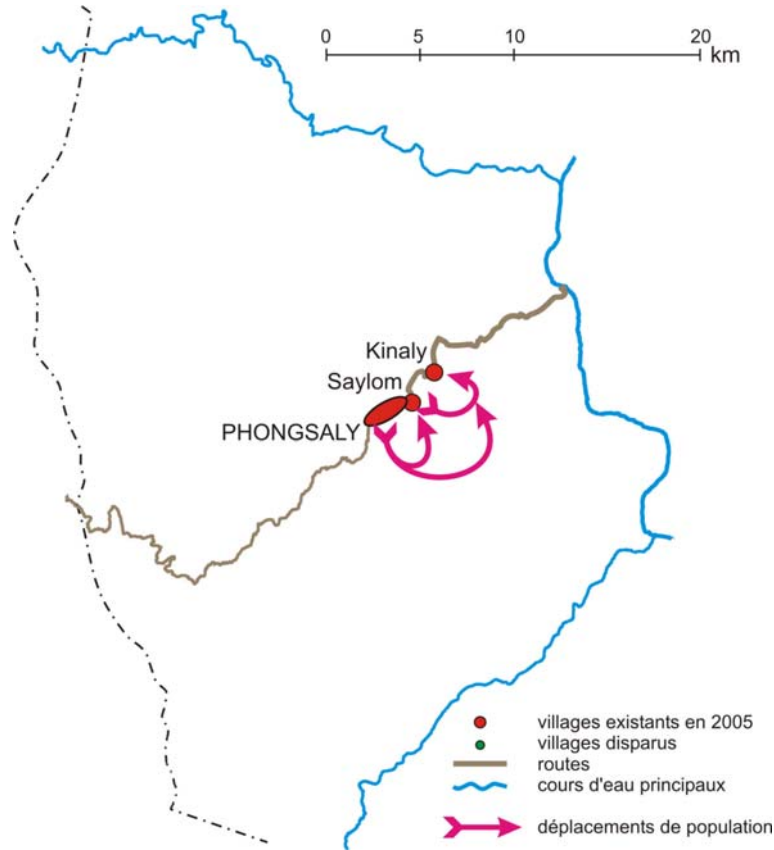 0 5 10 20
km
Kinaly
Saylom
PHONGSALY
villages existants en 2005
villages disparus
routes
cours d'eau principaux
déplacements de population